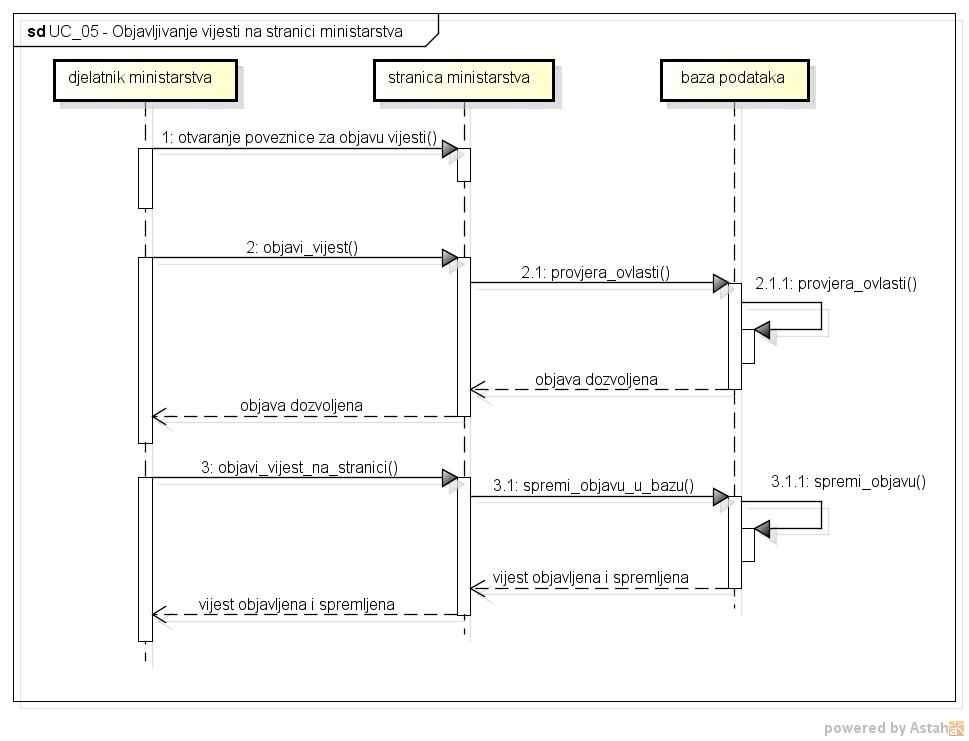 sd UC_05 - Objavljivanje vijesti na stranici ministarstva
djelatnik ministarstva
stranica ministarstva
baza podataka
1: otvaranje poveznice za objavu vijesti()
2: objavi_vijest()
2.1: provjera_ovlasti()
2.1.1: provjera_ovlasti()
objava dozvoljena
objava dozvoljena
3: objavi_vijest_na_stranici()
3.1: spremi_objavu_u_bazu()
3.1.1: spremi_objavu()
vijest objavljena i spremljena
vijest objavljena i spremljena
powered by Astah